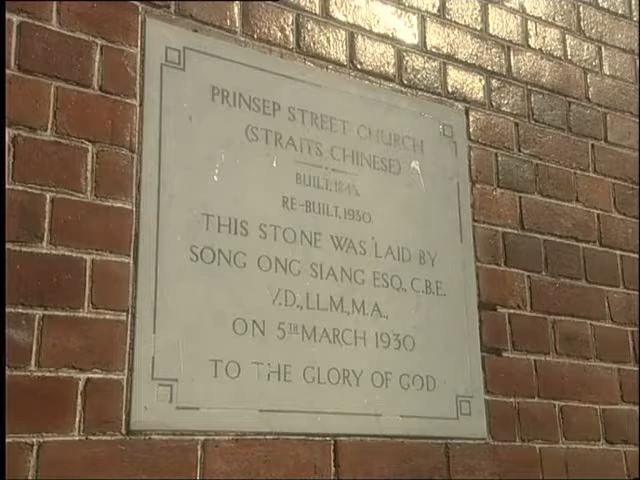 PRINSEP STREET CHURCH
(STRAITS CHINESE)
BUILT, 1843.
RE-BUILT, 1930.
THIS STONE WAS LAID BY
SONG ONG SIANG ESQ., C.B.E.
V.D., LL.M., M.A.,
ON 5TH MARCH 1930
TO THE GLORY OF GOD